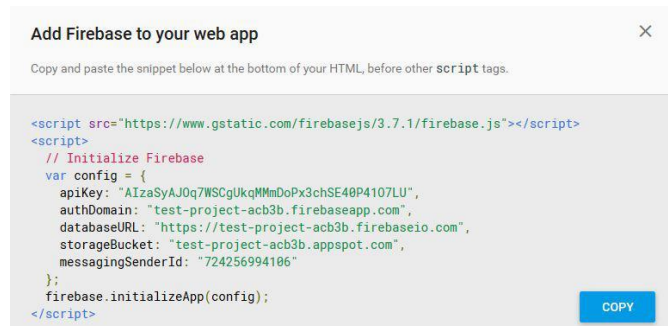 Add Firebase to your web app
Copy and paste the snippet below at the bottom of your HTML, before other script tags.
<script src="https://www.gstatic.com/firebasejs/3.7.1/firebase.js"></script>
<script>
  // Initialize Firebase
  var config = {
    apiKey: "AIzaSyAJOq7WSCgUkqMMmDoPx3chSE40P41O7LU",
    authDomain: "test-project-acb3b.firebaseapp.com",
    databaseURL: "https://test-project-acb3b.firebaseio.com",
    storageBucket: "test-project-acb3b.appspot.com",
    messagingSenderId: "724256994106"
  };
  firebase.initializeApp(config);
</script>
COPY